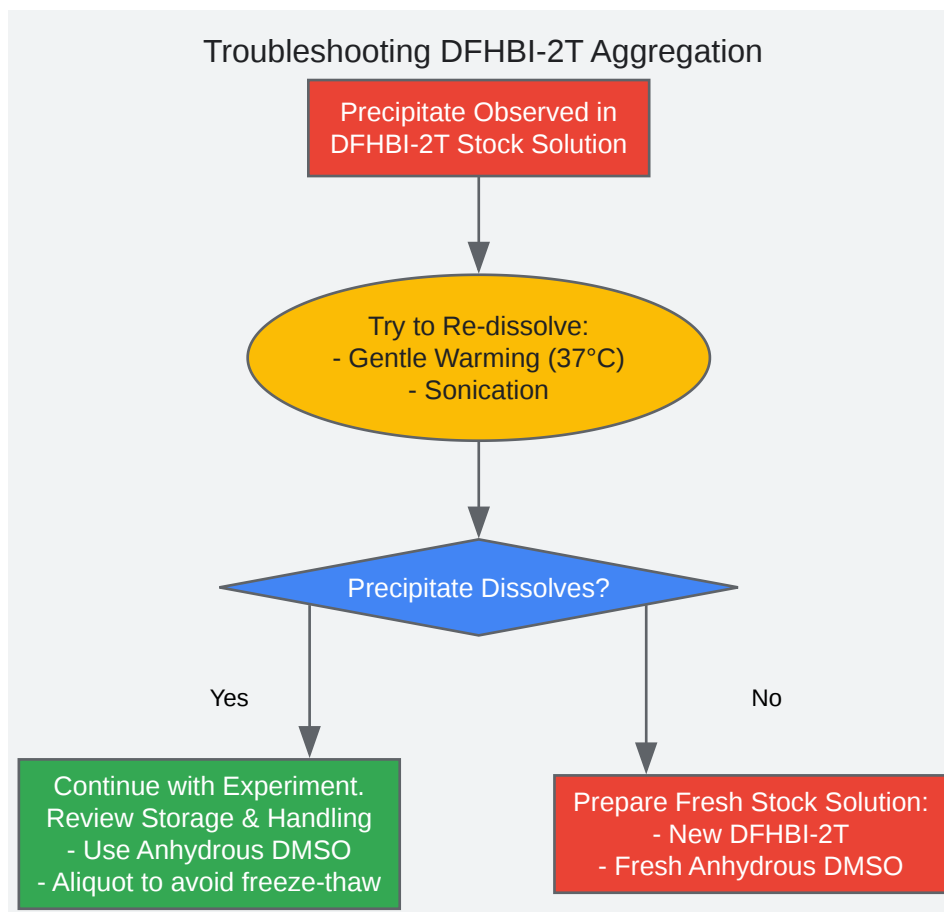 Troubleshooting DFHBI-2T Aggregation
Precipitate Observed in
DFHBI-2T Stock Solution
Try to Re-dissolve:
- Gentle Warming (37°C)
- Sonication
Precipitate Dissolves?
Yes
No
Continue with Experiment.
Review Storage & Handling
- Use Anhydrous DMSO
- Aliquot to avoid freeze-thaw
Prepare Fresh Stock Solution:
- New DFHBI-2T
- Fresh Anhydrous DMSO